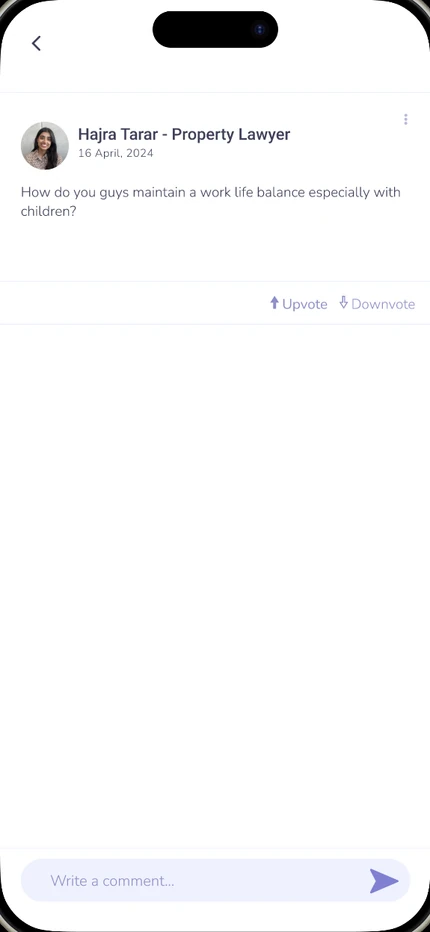 Hajra Tarar - Property Lawyer
16 April, 2024
How do you guys maintain a work life balance especially with
children?
Upvote Downvote
Write a comment...